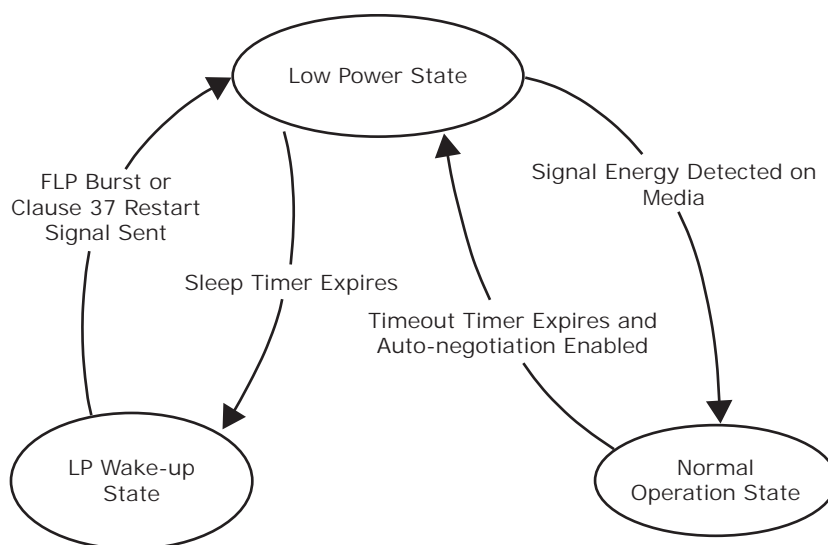 Low Power State
FLP Burst or
Clause 37 Restart
Signal Sent
Signal Energy Detected on
Media
Sleep Timer Expires
Timeout Timer Expires and
Auto-negotiation Enabled
LP Wake-up
State
Normal
Operation State